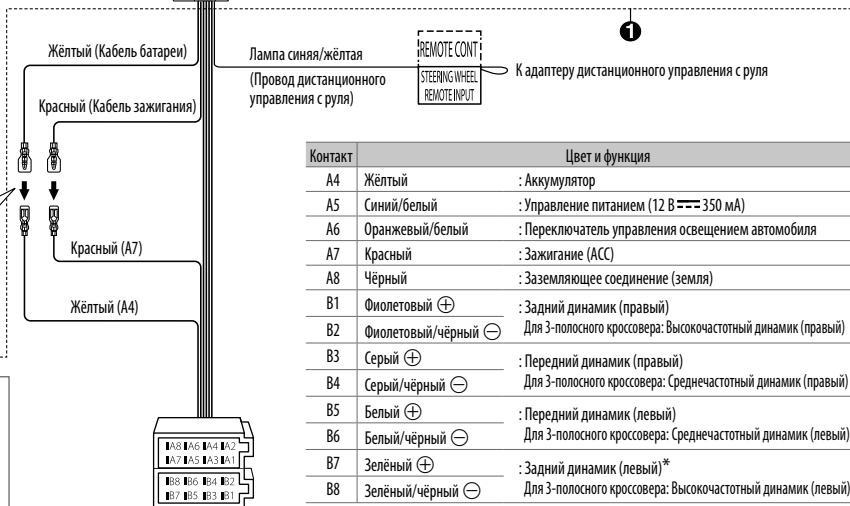 ❶
Жёлтый (Кабель батареи)
Лампа синяя/жёлтая
(Провод дистанционного
управления с руля)
REMOTE CONT
STEERING WHEEL
REMOTE INPUT
К адаптеру дистанционного управления с руля
Красный (Кабель зажигания)
Красный (A7)
Жёлтый (A4)
A8 A6 A4 A2
A7 A5 A3 A1
B8 B6 B4 B2
B7 B5 B3 B1
Контакт Цвет и функция
A4 Жёлтый : Аккумулятор
A5 Синий/белый : Управление питанием (12 В ⎓ 350 мА)
A6 Оранжевый/белый : Переключатель управления освещением автомобиля
A7 Красный : Зажигание (ACC)
A8 Чёрный : Заземляющее соединение (земля)
B1 Фиолетовый ⊕ : Задний динамик (правый)
B2 Фиолетовый/чёрный ⊖ Для 3-полосного кроссовера: Высокочастотный динамик (правый)
B3 Серый ⊕ : Передний динамик (правый)
B4 Серый/чёрный ⊖ Для 3-полосного кроссовера: Среднечастотный динамик (правый)
B5 Белый ⊕ : Передний динамик (левый)
B6 Белый/чёрный ⊖ Для 3-полосного кроссовера: Среднечастотный динамик (левый)
B7 Зелёный ⊕ : Задний динамик (левый)*
B8 Зелёный/чёрный ⊖ Для 3-полосного кроссовера: Высокочастотный динамик (левый)